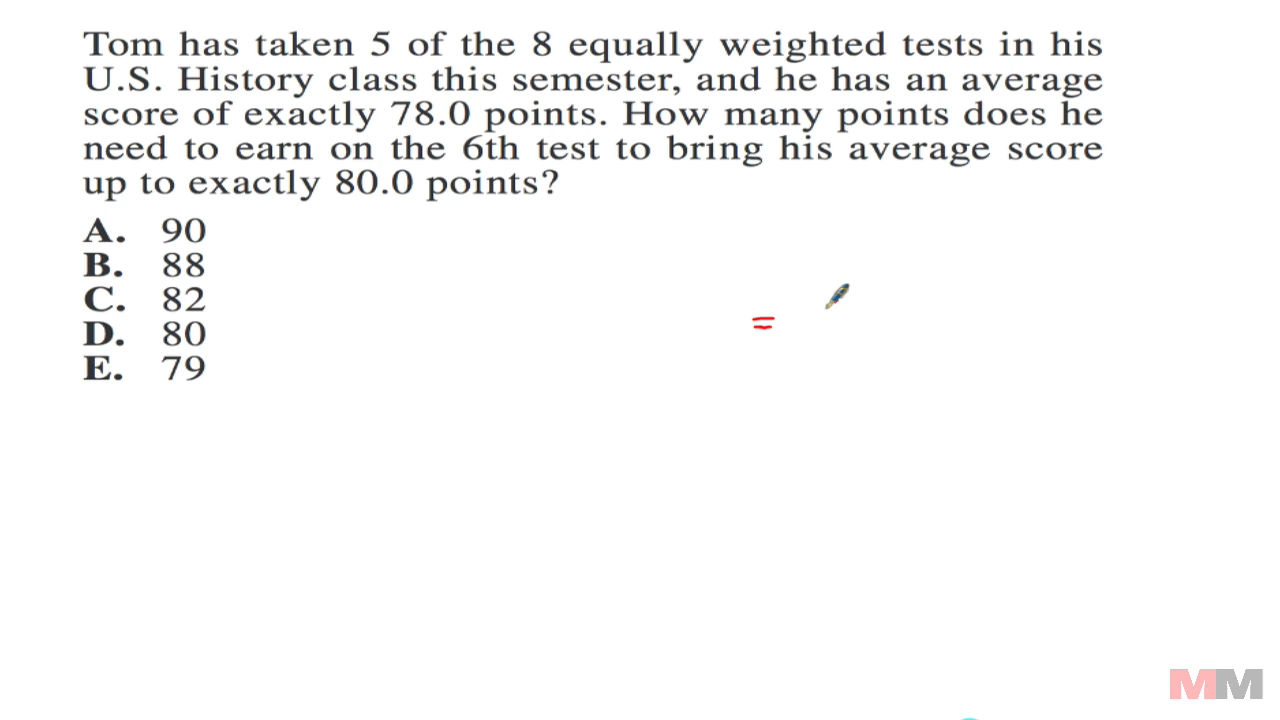 Tom has taken 5 of the 8 equally weighted tests in his
U.S. History class this semester, and he has an average
score of exactly 78.0 points. How many points does he
need to earn on the 6th test to bring his average score
up to exactly 80.0 points?
A. 90
B. 88
C. 82
D. 80
E. 79
=
MM